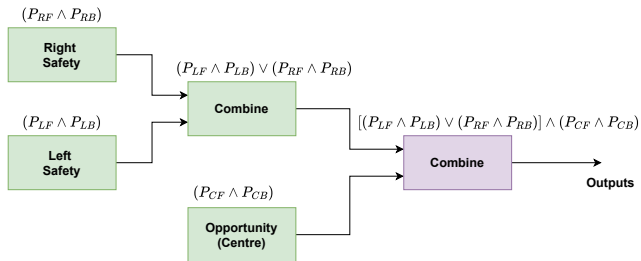 (P_{RF} ∧ P_{RB})
Right
Safety
(P_{LF} ∧ P_{LB}) ∨ (P_{RF} ∧ P_{RB})
Combine
(P_{LF} ∧ P_{LB})
Left
Safety
[(P_{LF} ∧ P_{LB}) ∨ (P_{RF} ∧ P_{RB})] ∧ (P_{CF} ∧ P_{CB})
Combine
Outputs
(P_{CF} ∧ P_{CB})
Opportunity
(Centre)